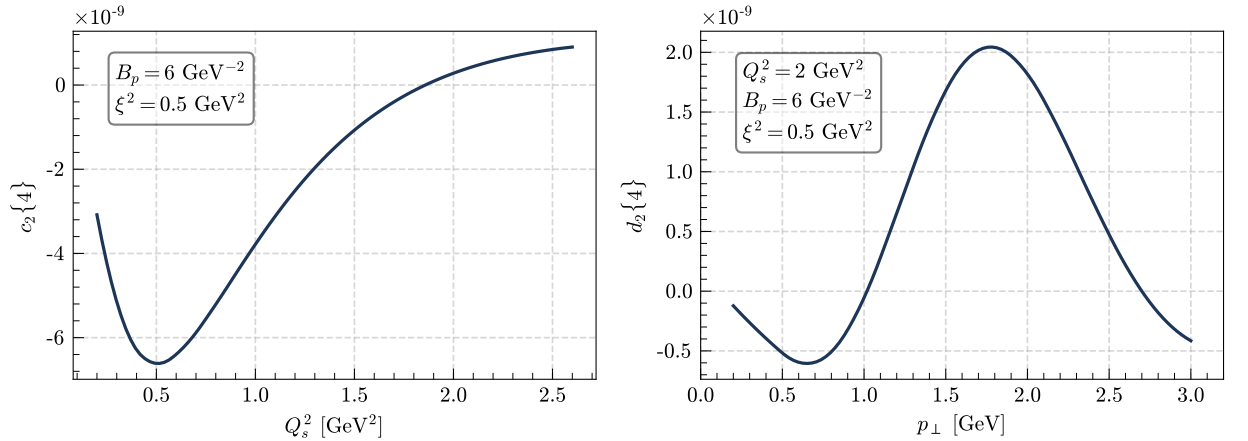 ×10⁻⁹
B_p = 6 GeV⁻²
ξ² = 0.5 GeV²
0
-2
-4
-6
c₂{4}
0.5 1.0 1.5 2.0 2.5
Q_s² [GeV²]
×10⁻⁹
Q_s² = 2 GeV²
B_p = 6 GeV⁻²
ξ² = 0.5 GeV²
2.0
1.5
1.0
0.5
0.0
-0.5
d₂{4}
0.0 0.5 1.0 1.5 2.0 2.5 3.0
p_⊥ [GeV]